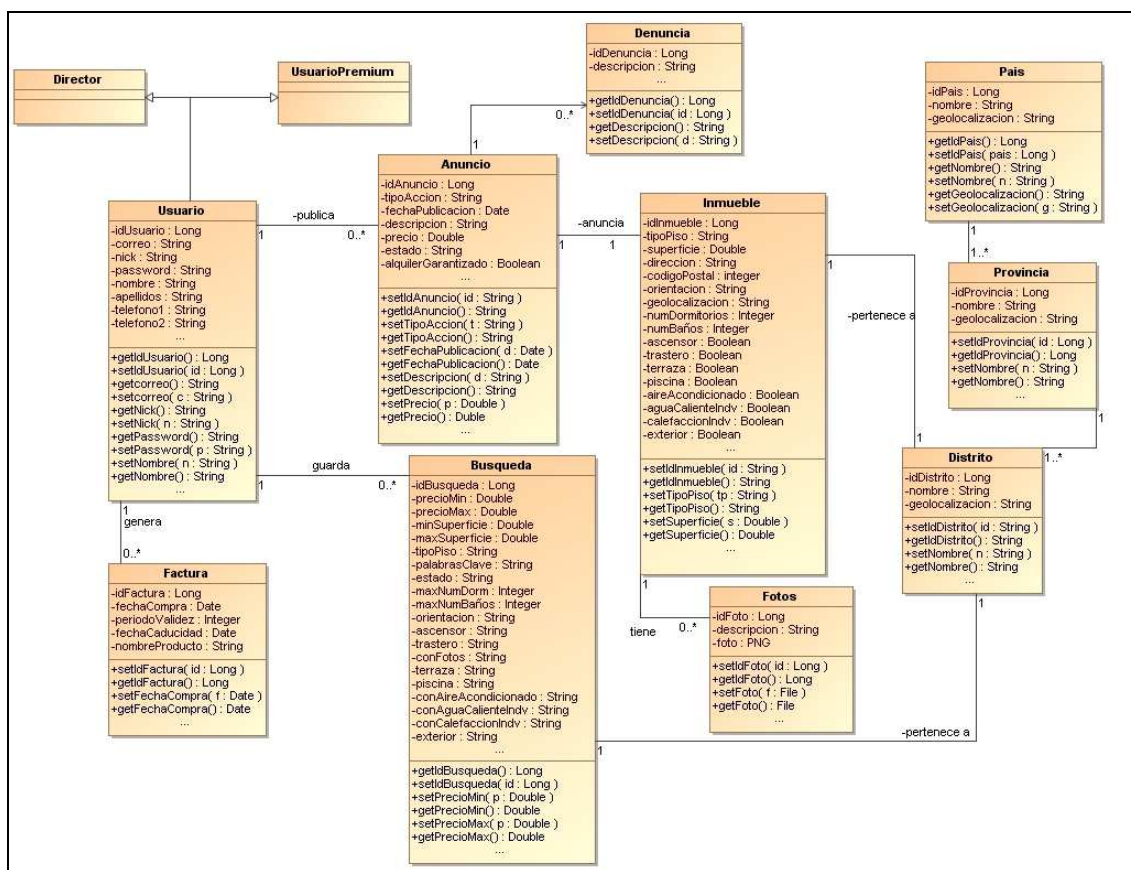 Director
UsuarioPremium
Denuncia
-idDenuncia : Long
-descripcion : String
...
+getIdDenuncia() : Long
+setIdDenuncia( id : Long )
+getDescripcion() : String
+setDescripcion( d : String )
Pais
-idPais : Long
-nombre : String
-geolocalizacion : String
+getIdPais() : Long
+setIdPais( pais : Long )
+getNombre() : String
+setNombre( n : String )
+getGeolocalizacion() : String
+setGeolocalizacion( g : String )
0..*
1
Usuario
-idUsuario : Long
-correo : String
-nick : String
-password : String
-nombre : String
-apellidos : String
-telefono1 : String
-telefono2 : String
...
+getIdUsuario() : Long
+setIdUsuario( id : Long )
+getcorreo() : String
+setcorreo( c : String )
+getNick() : String
+setNick( n : String )
+getPassword() : String
+setPassword( p : String )
+setNombre( n : String )
+getNombre() : String
...
-publica
1
0..*
Anuncio
-idAnuncio : Long
-tipoAccion : String
-fechaPublicacion : Date
-descripcion : String
-precio : Double
-estado : String
-alquilerGarantizado : Boolean
...
+setIdAnuncio( id : String )
+getIdAnuncio() : String
+setTipoAccion( t : String )
+getTipoAccion() : String
+setFechaPublicacion( d : Date )
+getFechaPublicacion() : Date
+setDescripcion( d : String )
+getDescripcion() : String
+setPrecio( p : Double )
+getPrecio() : Duble
...
-anuncia
1
1
Inmueble
-idInmueble : Long
-tipoPiso : String
-superficie : Double
-direccion : String
-codigoPostal : integer
-orientacion : String
-geolocalizacion : String
-numDormitorios : Integer
-numBaños : Integer
-ascensor : Boolean
-trastero : Boolean
-terraza : Boolean
-piscina : Boolean
-aireAcondicionado : Boolean
-aguaCalienteIndv : Boolean
-calefaccionIndv : Boolean
-exterior : Boolean
...
+setIdInmueble( id : String )
+getIdInmueble() : String
+setTipoPiso( tp : String )
+getTipoPiso() : String
+setSuperficie( s : Double )
+getSuperficie() : Double
...
1
-pertenece a
1
1
1..*
Provincia
-idProvincia : Long
-nombre : String
-geolocalizacion : String
+setIdProvincia( id : Long )
+getIdProvincia() : Long
+setNombre( n : String )
+getNombre() : String
...
1
1..*
Distrito
-idDistrito : Long
-nombre : String
-geolocalizacion : String
+setIdDistrito( id : String )
+getIdDistrito() : String
+setNombre( n : String )
+getNombre() : String
...
1
guarda
1
0..*
Busqueda
-idBusqueda : Long
-precioMin : Double
-precioMax : Double
-minSuperficie : Double
-maxSuperficie : Double
-tipoPiso : String
-palabrasClave : String
-estado : String
-maxNumDorm : Integer
-maxNumBaños : Integer
-orientacion : String
-ascensor : String
-trastero : String
-conFotos : String
-terraza : String
-piscina : String
-conAireAcondicionado : String
-conAguaCalienteIndv : String
-conCalefaccionIndv : String
-exterior : String
...
+getIdBusqueda() : Long
+setIdBusqueda( id : Long )
+setPrecioMin( p : Double )
+getPrecioMin() : Double
+setPrecioMax( p : Double )
+getPrecioMax() : Double
...
1
genera
0..*
Factura
-idFactura : Long
-fechaCompra : Date
-periodoValidez : Integer
-fechaCaducidad : Date
-nombreProducto : String
+setIdFactura( id : Long )
+getIdFactura() : Long
+setFechaCompra( f : Date )
+getFechaCompra() : Date
...
1
tiene
0..*
Fotos
-idFoto : Long
-descripcion : String
-foto : PNG
+setIdFoto( id : Long )
+getIdFoto() : Long
+setFoto( f : File )
+getFoto() : File
...
1
-pertenece a